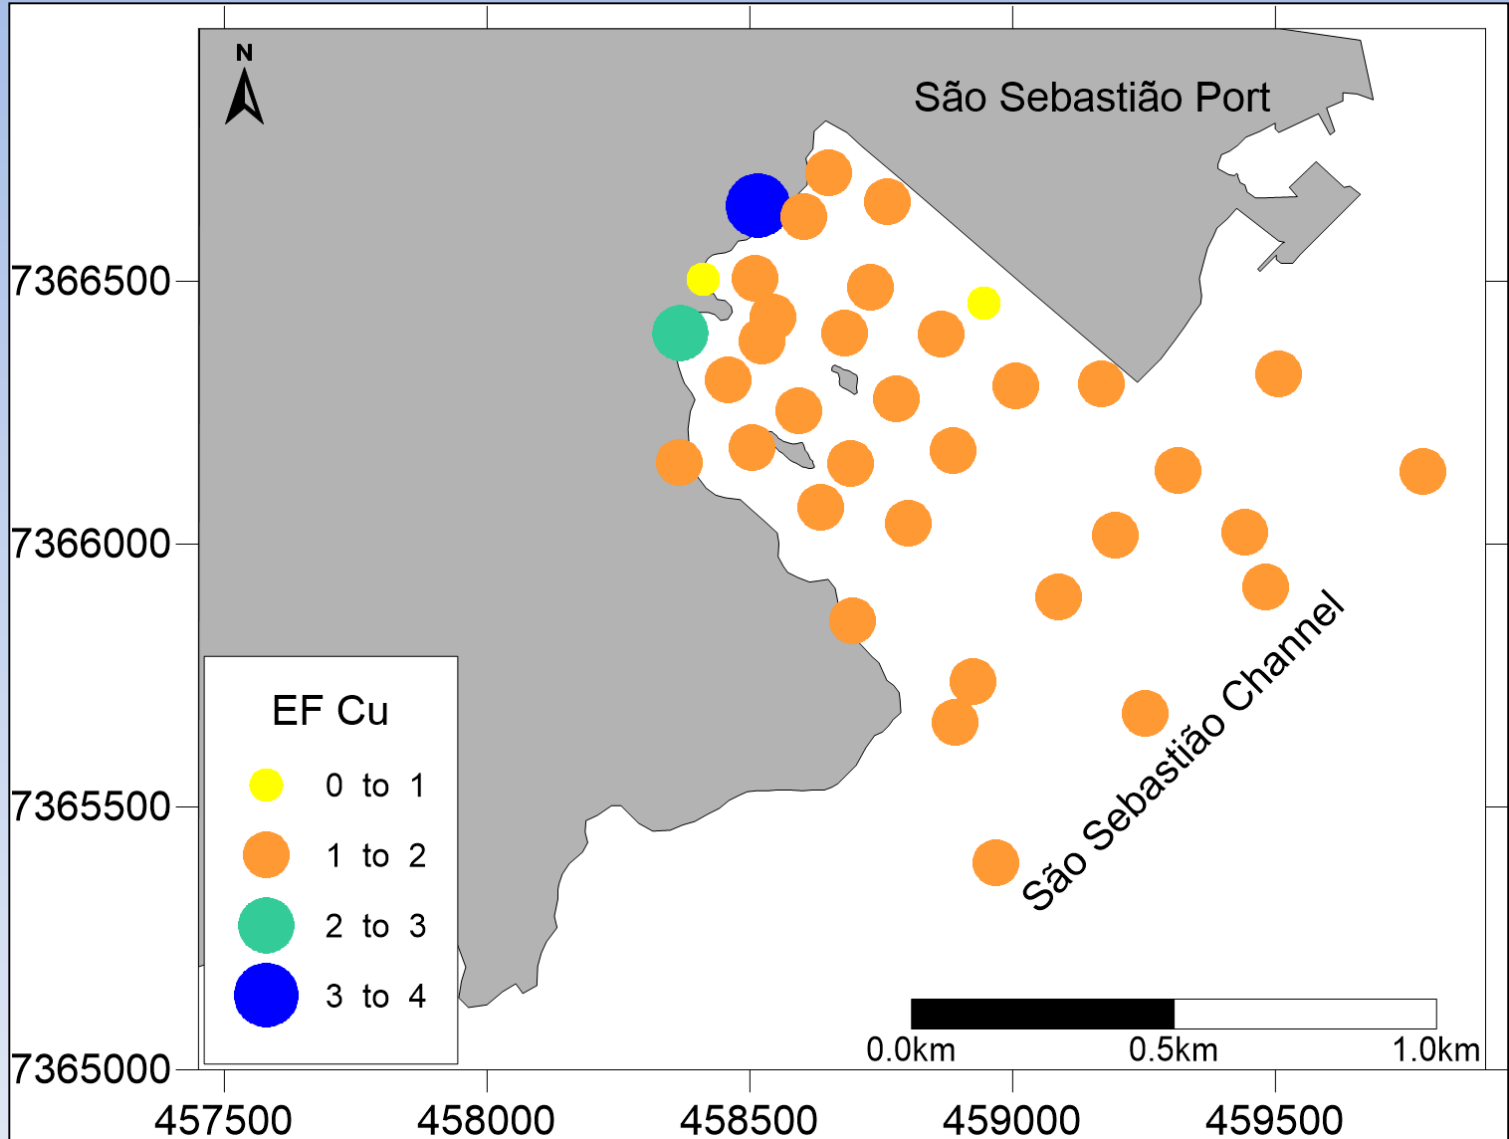 N
São Sebastião Port
7366500
7366000
7365500
7365000
São Sebastião Channel
EF Cu
0 to 1
1 to 2
2 to 3
3 to 4
0.0km 0.5km 1.0km
457500 458000 458500 459000 459500